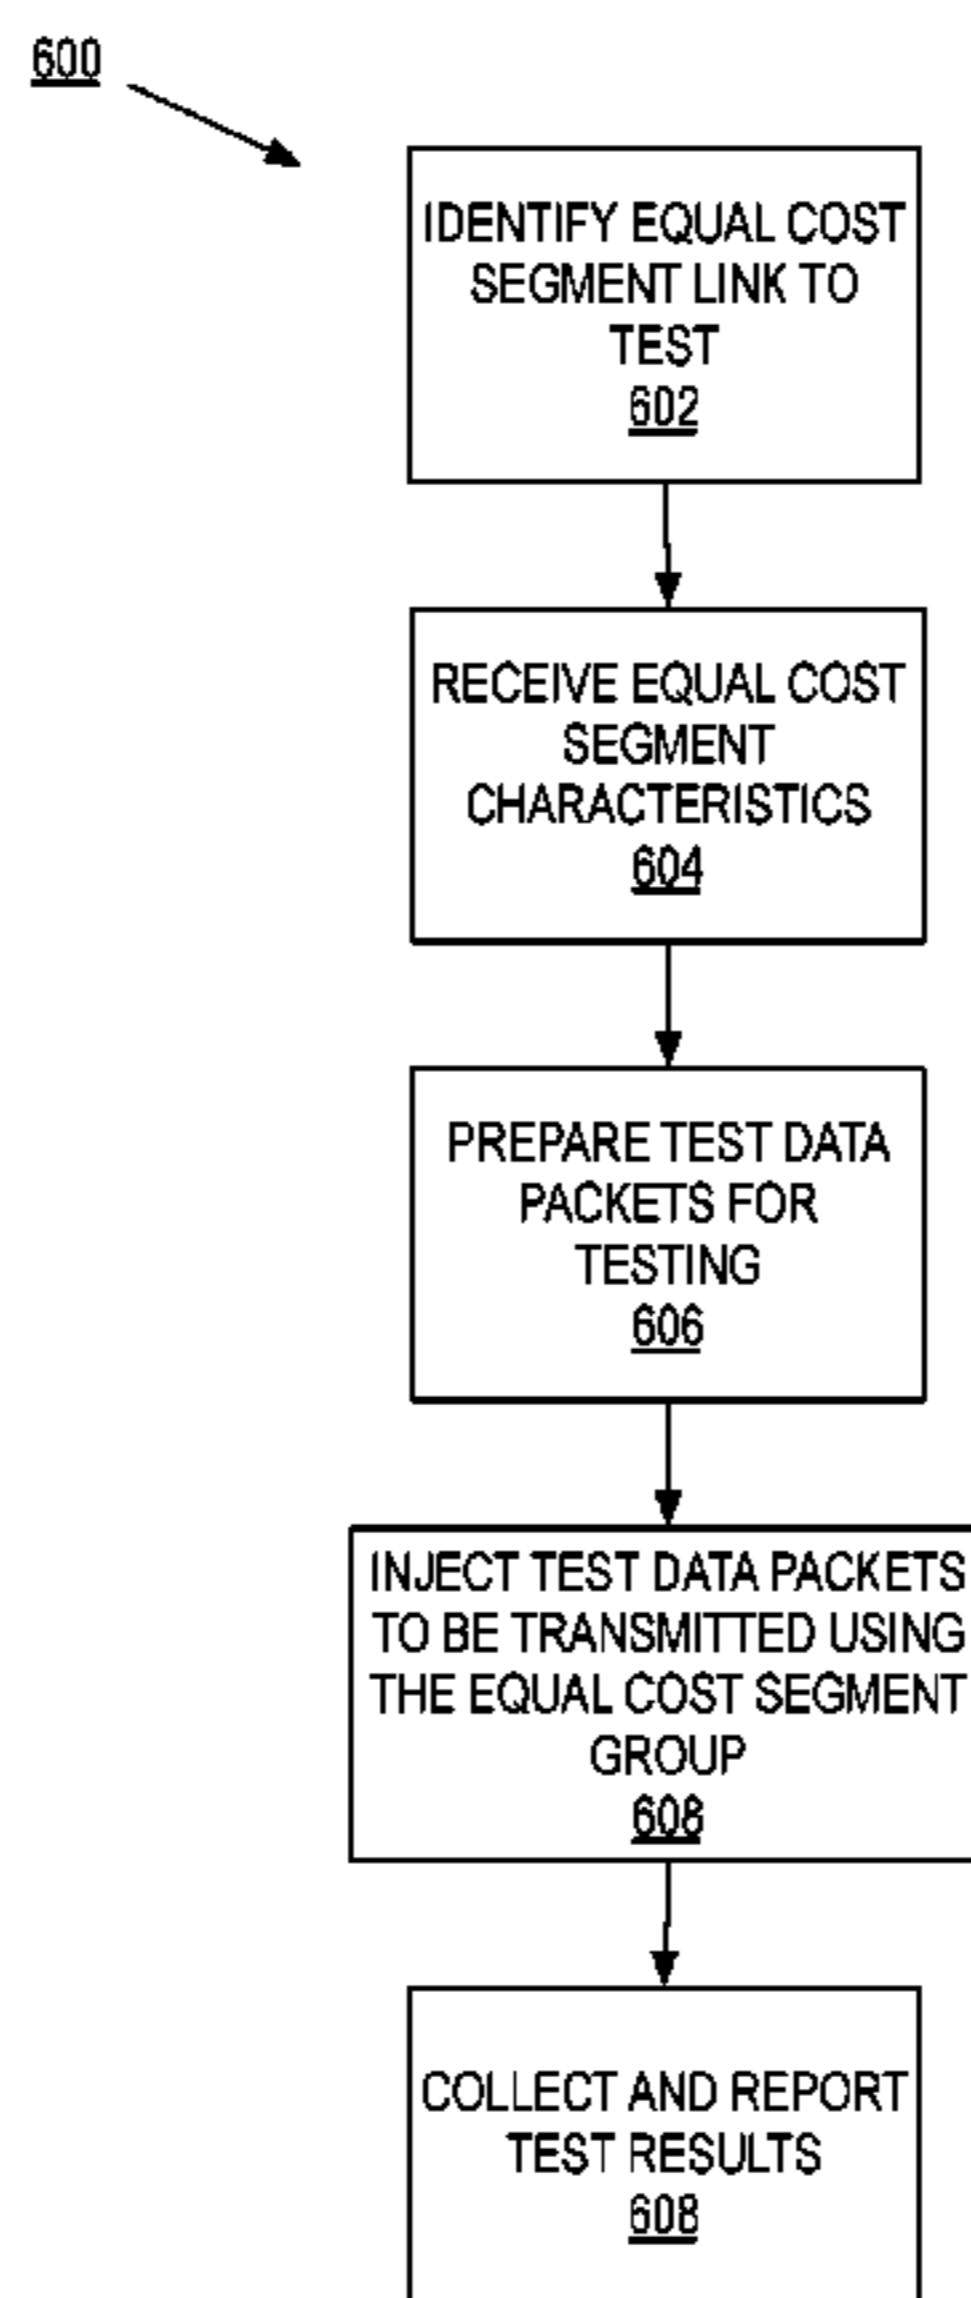 600
IDENTIFY EQUAL COST
SEGMENT LINK TO
TEST
602
RECEIVE EQUAL COST
SEGMENT
CHARACTERISTICS
604
PREPARE TEST DATA
PACKETS FOR
TESTING
606
INJECT TEST DATA PACKETS
TO BE TRANSMITTED USING
THE EQUAL COST SEGMENT
GROUP
608
COLLECT AND REPORT
TEST RESULTS
608